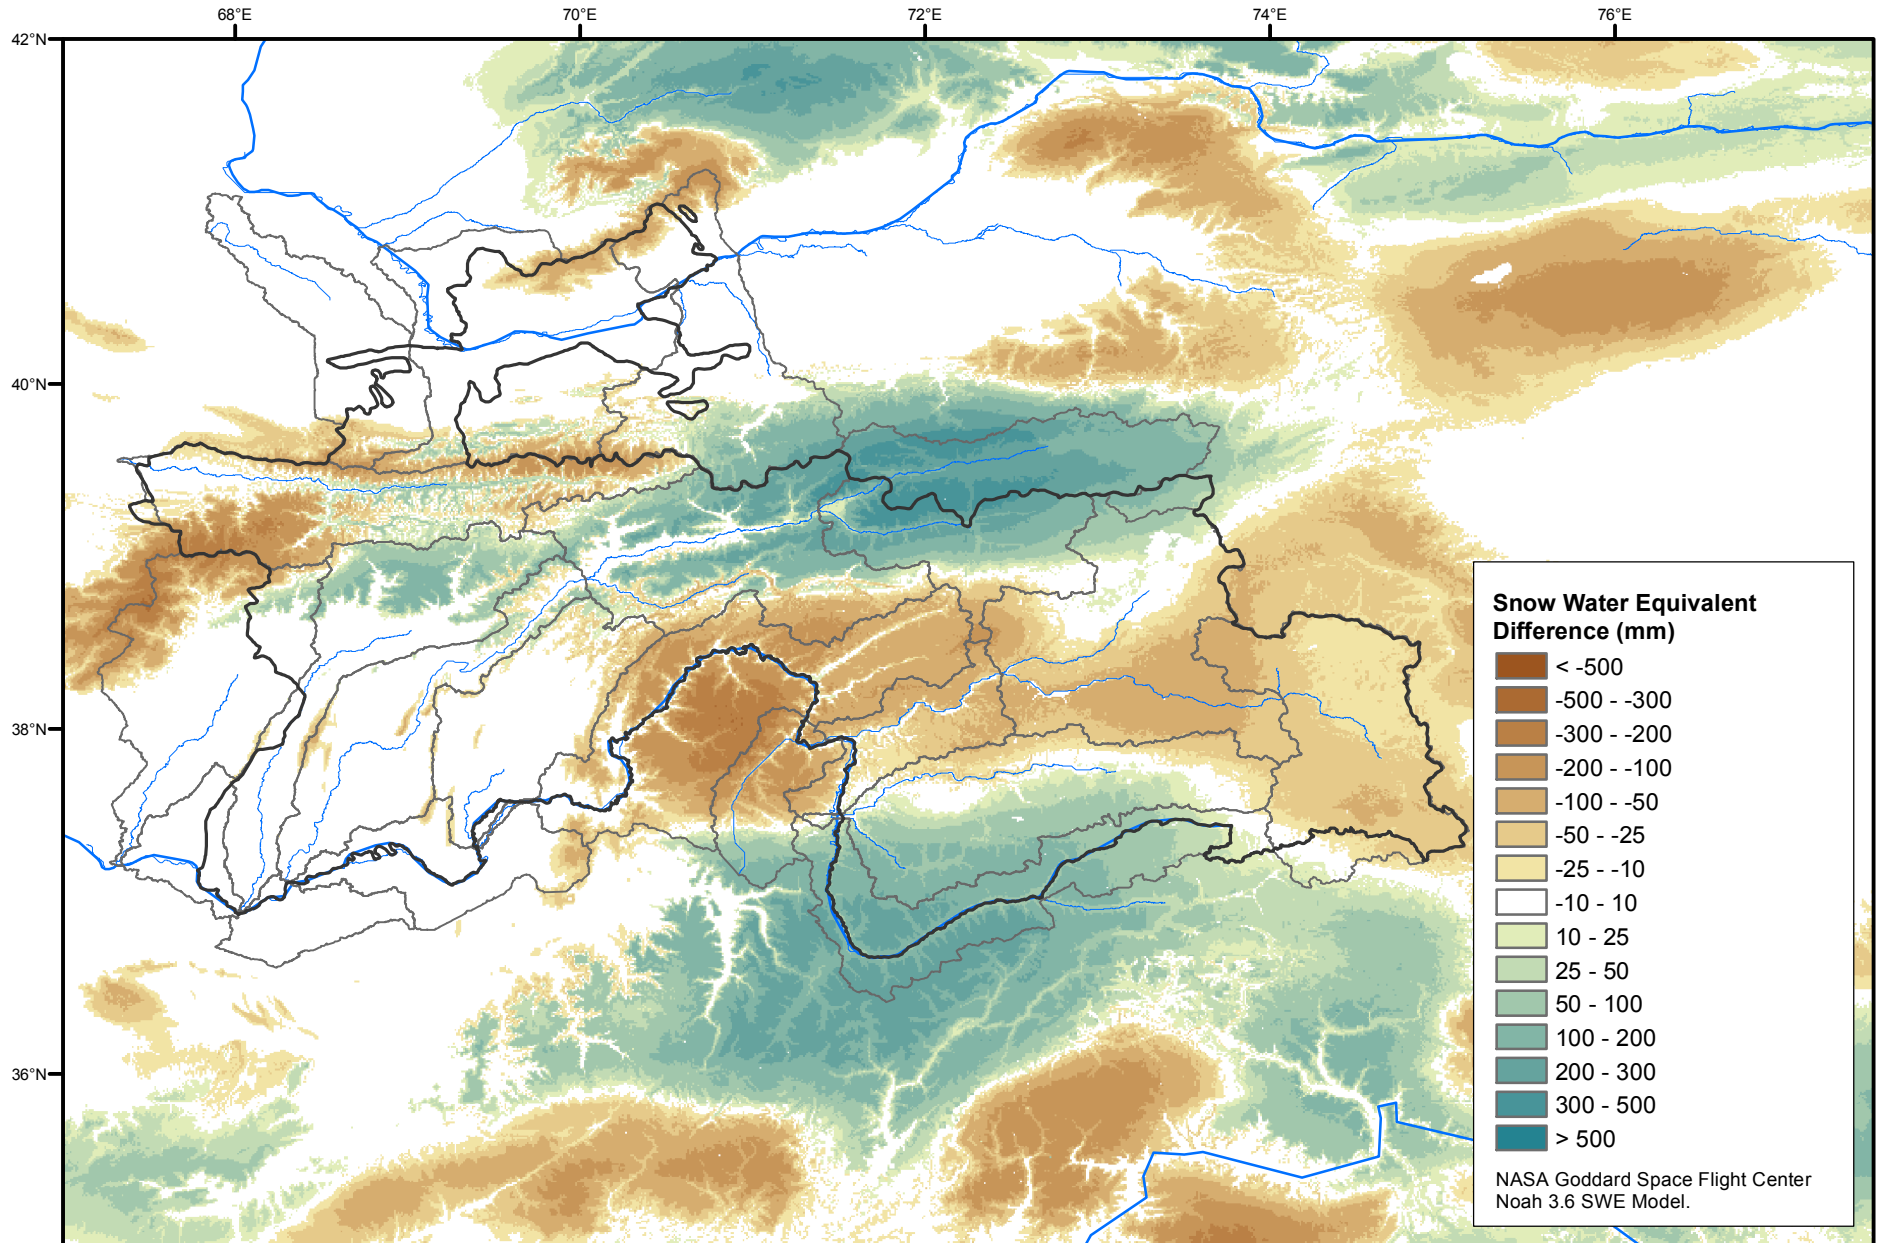 68°E 70°E 72°E 74°E 76°E
42°N
40°N
38°N
36°N
Snow Water Equivalent
Difference (mm)
< -500
-500 - -300
-300 - -200
-200 - -100
-100 - -50
-50 - -25
-25 - -10
-10 - 10
10 - 25
25 - 50
50 - 100
100 - 200
200 - 300
300 - 500
> 500
NASA Goddard Space Flight Center
Noah 3.6 SWE Model.